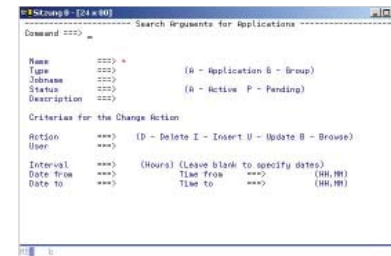 Sitzung B - [24 x 80]
Search Arguments for Applications
Command ===>
Name ===> *
Type ===> (A - Application G - Group)
Jobname ===>
Status ===> (A - Active P - Pending)
Description ===>
Criterias for the Change Action
Action ===> (D - Delete I - Insert U - Update B - Browse)
User ===>
Interval ===> (Hours) (Leave blank to specify dates)
Date from ===> Time from ===> (HH,MM)
Date to ===> Time to ===> (HH,MM)